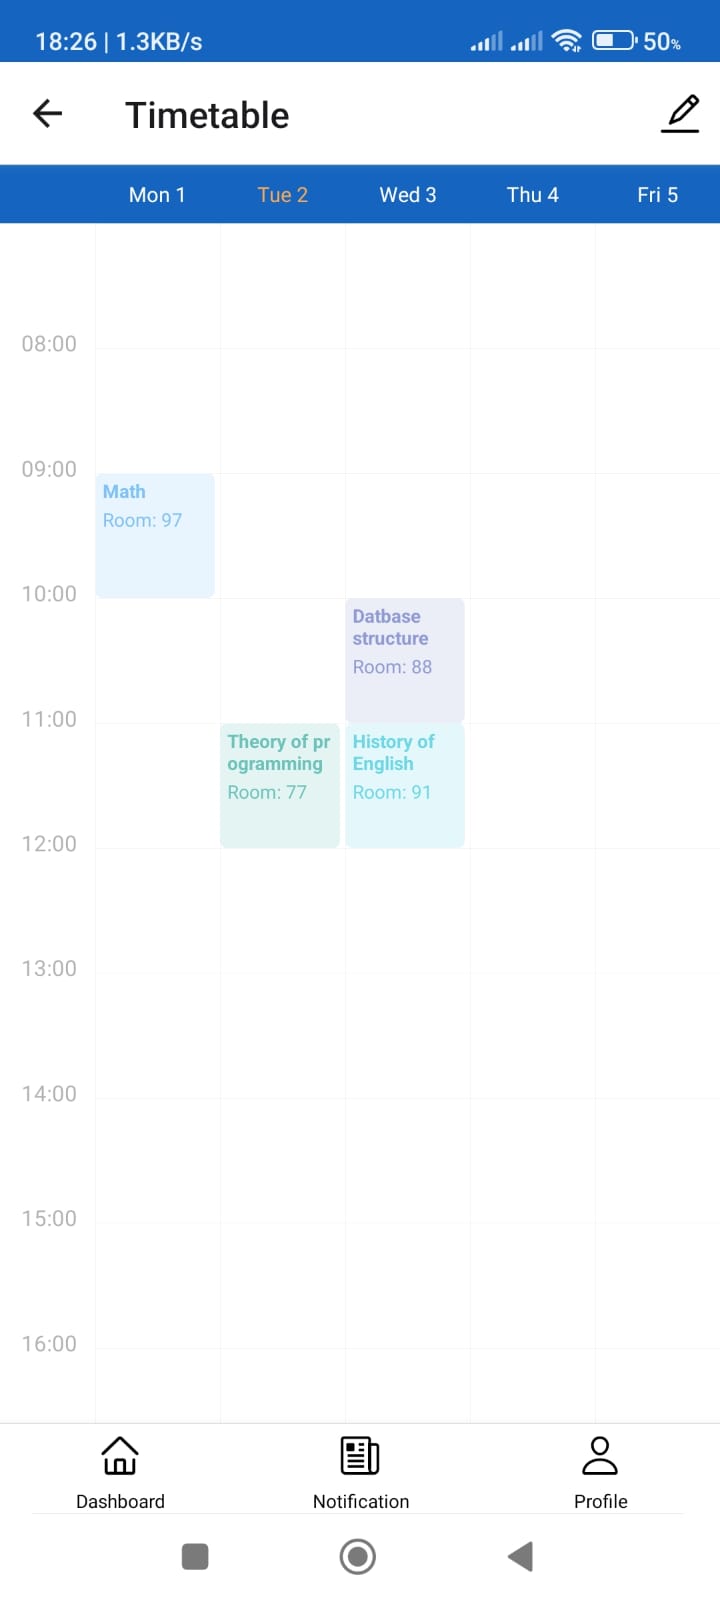 18:26 | 1.3KB/s 50%
Timetable
Mon 1 Tue 2 Wed 3 Thu 4 Fri 5
08:00
09:00
Math
Room: 97
10:00
Datbase
structure
Room: 88
11:00
Theory of pr
ogramming
Room: 77
History of
English
Room: 91
12:00
13:00
14:00
15:00
16:00
Dashboard Notification Profile